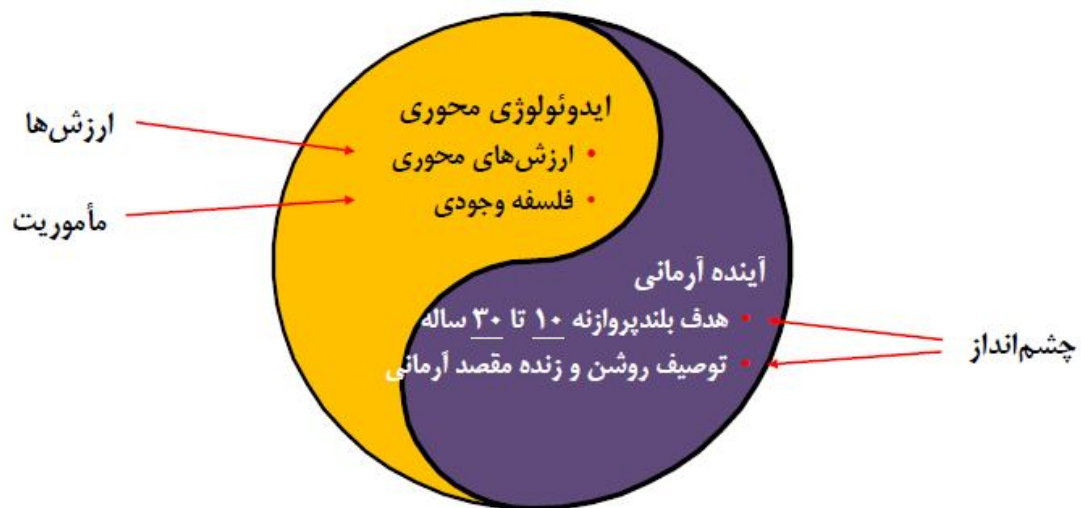 ایدوئولوژی محوری
• ارزش‌های محوری
• فلسفه وجودی
ارزش‌ها
مأموریت
آینده آرمانی
• هدف بلندپروازنه ۱۰ تا ۳۰ ساله
• توصیف روشن و زنده مقصد آرمانی
چشم‌انداز